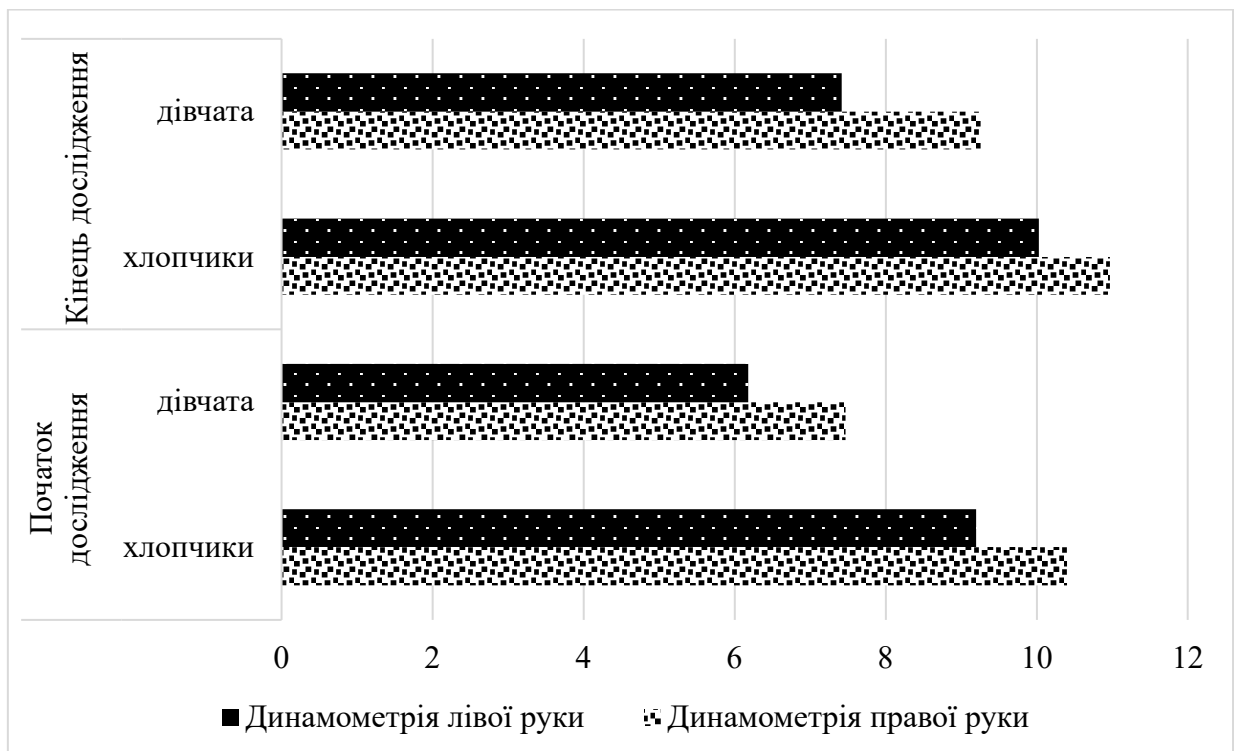 Кінець дослідження
дівчата
хлопчики
Початок
дослідження
дівчата
хлопчики
0 2 4 6 8 10 12
Динамометрія лівої руки Динамометрія правої руки